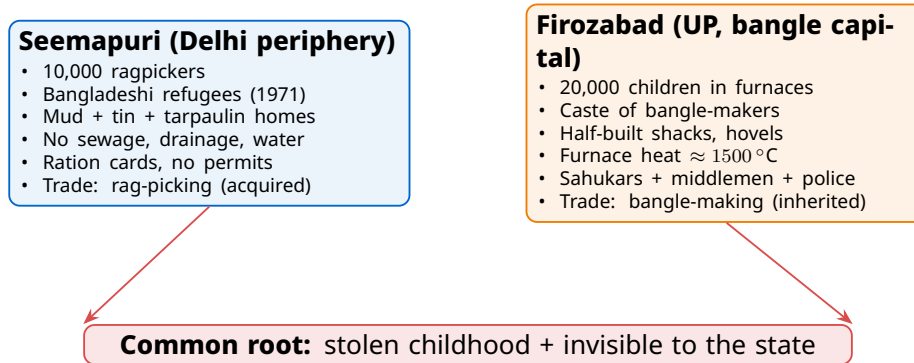 Seemapuri (Delhi periphery)
• 10,000 ragpickers
• Bangladeshi refugees (1971)
• Mud + tin + tarpaulin homes
• No sewage, drainage, water
• Ration cards, no permits
• Trade: rag-picking (acquired)
Firozabad (UP, bangle capi-
tal)
• 20,000 children in furnaces
• Caste of bangle-makers
• Half-built shacks, hovels
• Furnace heat ≈ 1500 °C
• Sahukars + middlemen + police
• Trade: bangle-making (inherited)
Common root: stolen childhood + invisible to the state